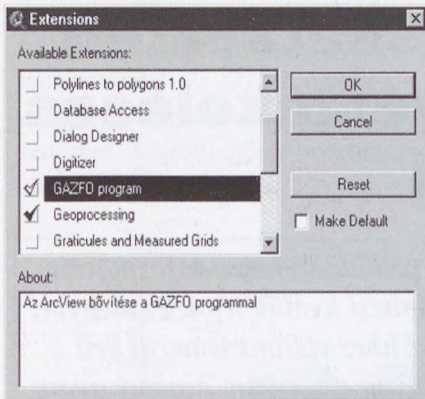 Extensions
Available Extensions:
Polylines to polygons 1.0
Database Access
Dialog Designer
Digitizer
GAZFO program
Geoprocessing
Graticules and Measured Grids
OK
Cancel
Reset
Make Default
About:
Az ArcView bővítése a GAZFO programmal